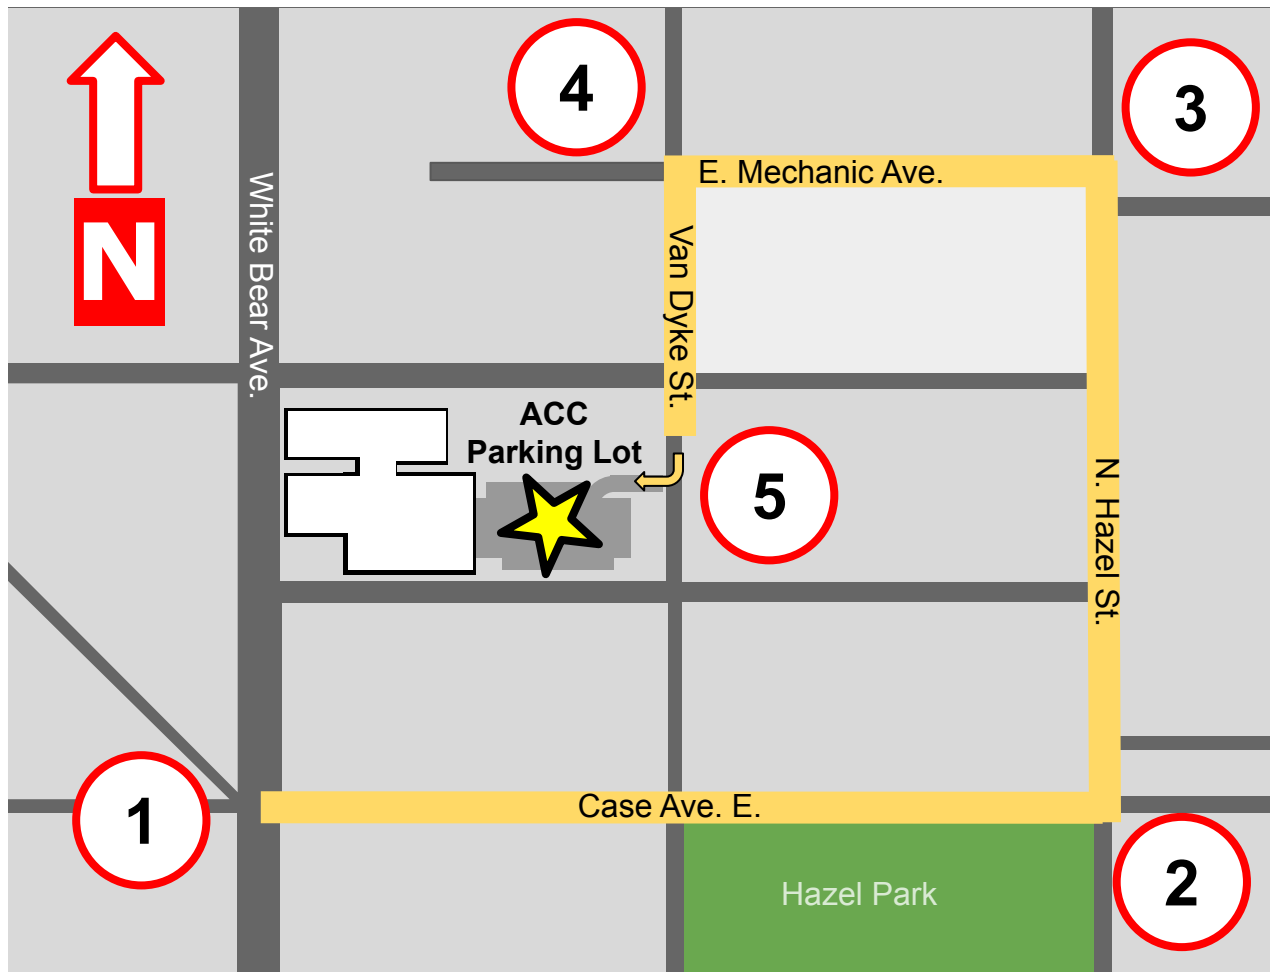 4
3
E. Mechanic Ave.
N
White Bear Ave.
Van Dyke St.
ACC
Parking Lot
5
N. Hazel St.
1
Case Ave. E.
2
Hazel Park